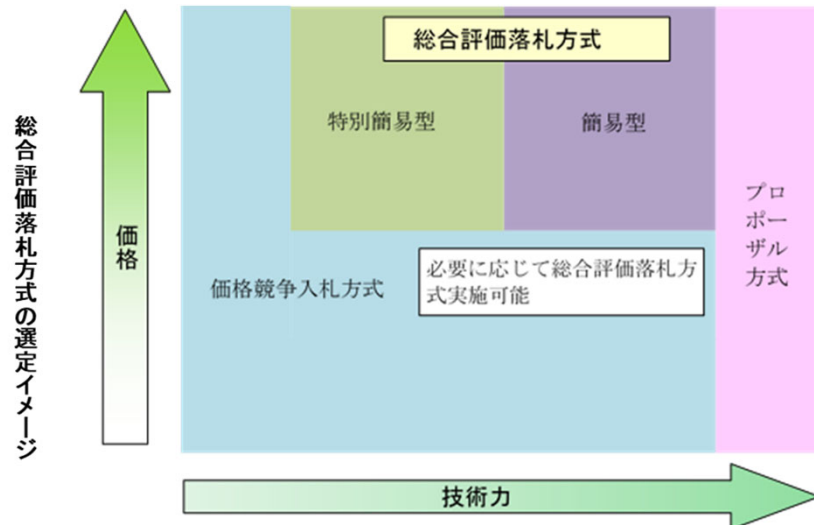 総合評価落札方式の選定イメージ
価格
総合評価落札方式
特別簡易型
簡易型
価格競争入札方式
必要に応じて総合評価落札方
式実施可能
プロ
ポー
ザル
方式
技術力